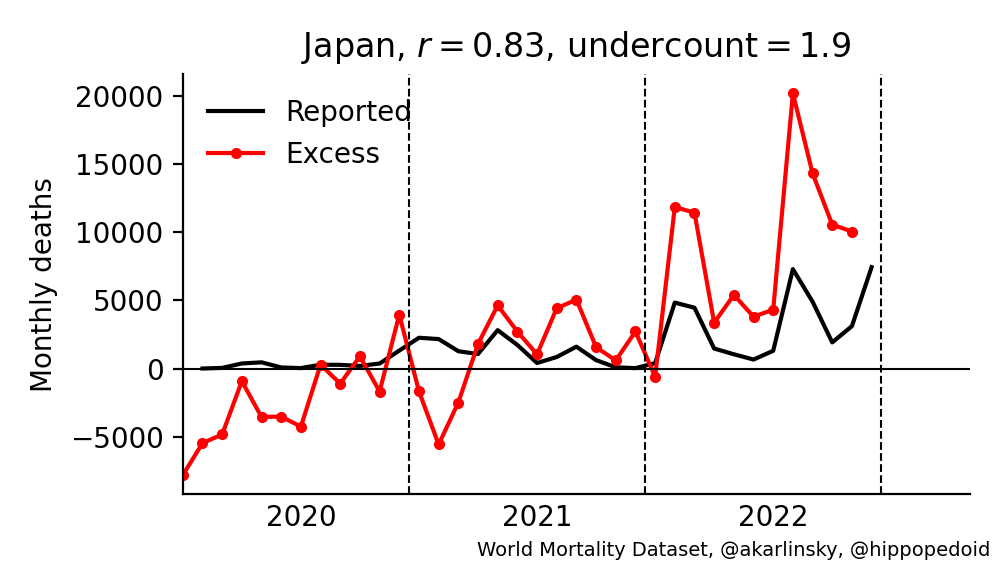 Japan, r = 0.83, undercount = 1.9
20000
15000
10000
5000
0
−5000
Monthly deaths
Reported
Excess
2020 2021 2022
World Mortality Dataset, @akarlinsky, @hippopedoid